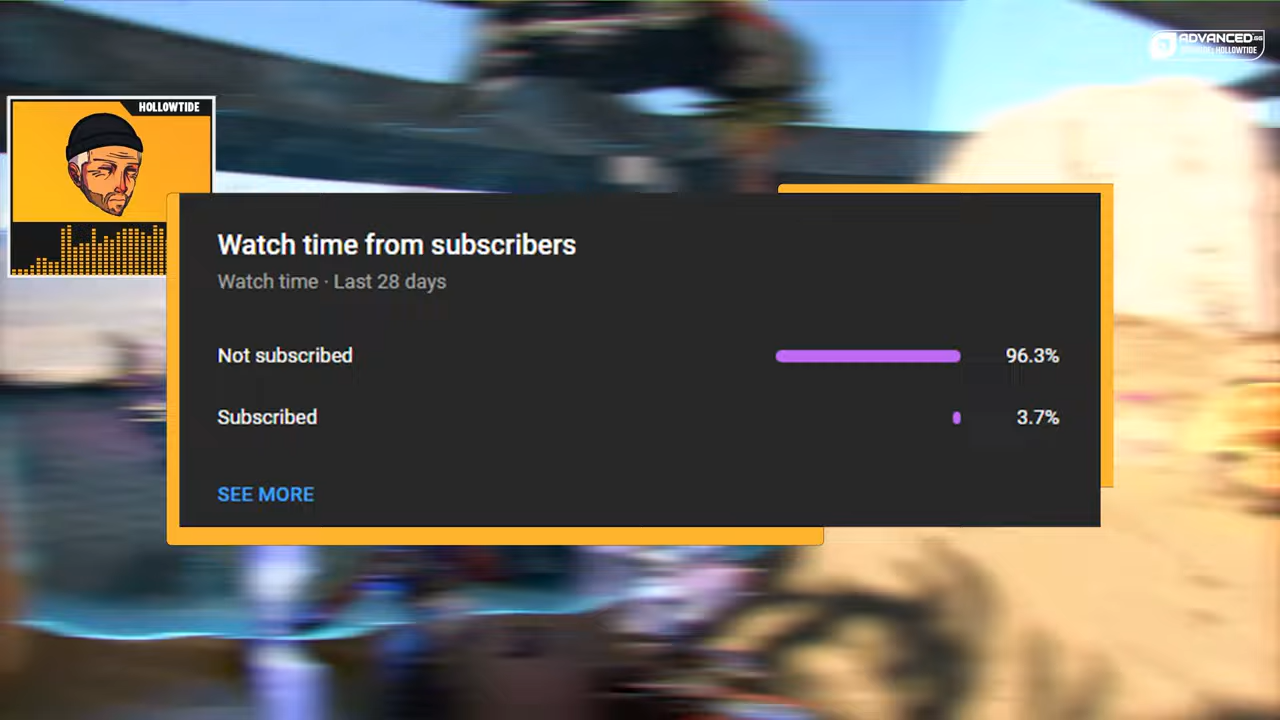 ADVANCED.GG
HOLLOWTIDE
Watch time from subscribers
Watch time · Last 28 days
Not subscribed
96.3%
Subscribed
3.7%
SEE MORE